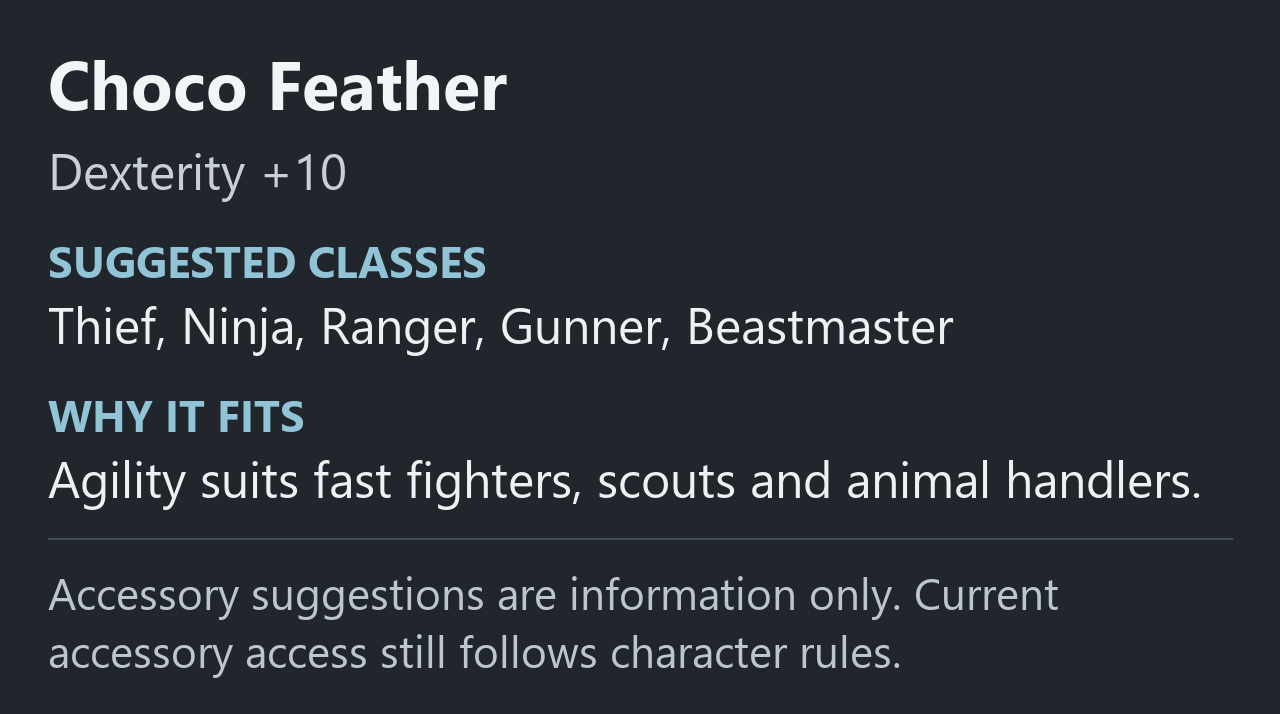 Choco Feather
Dexterity +10
SUGGESTED CLASSES
Thief, Ninja, Ranger, Gunner, Beastmaster
WHY IT FITS
Agility suits fast fighters, scouts and animal handlers.
Accessory suggestions are information only. Current
accessory access still follows character rules.